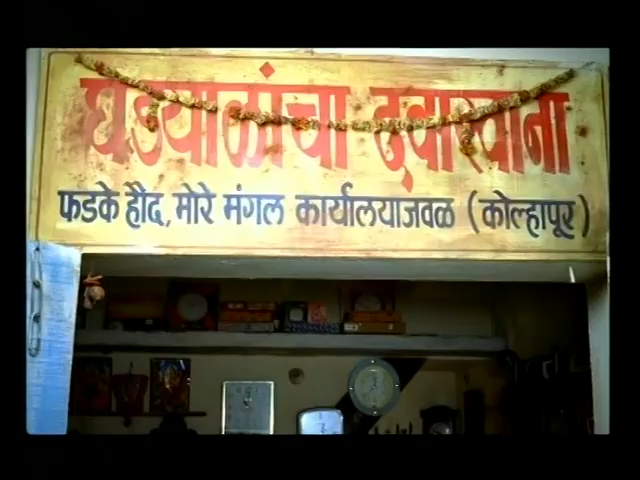 घड्याळांचा दवाखाना
फडके हौद, मोरे मंगल कार्यालयाजवळ (कोल्हापूर)